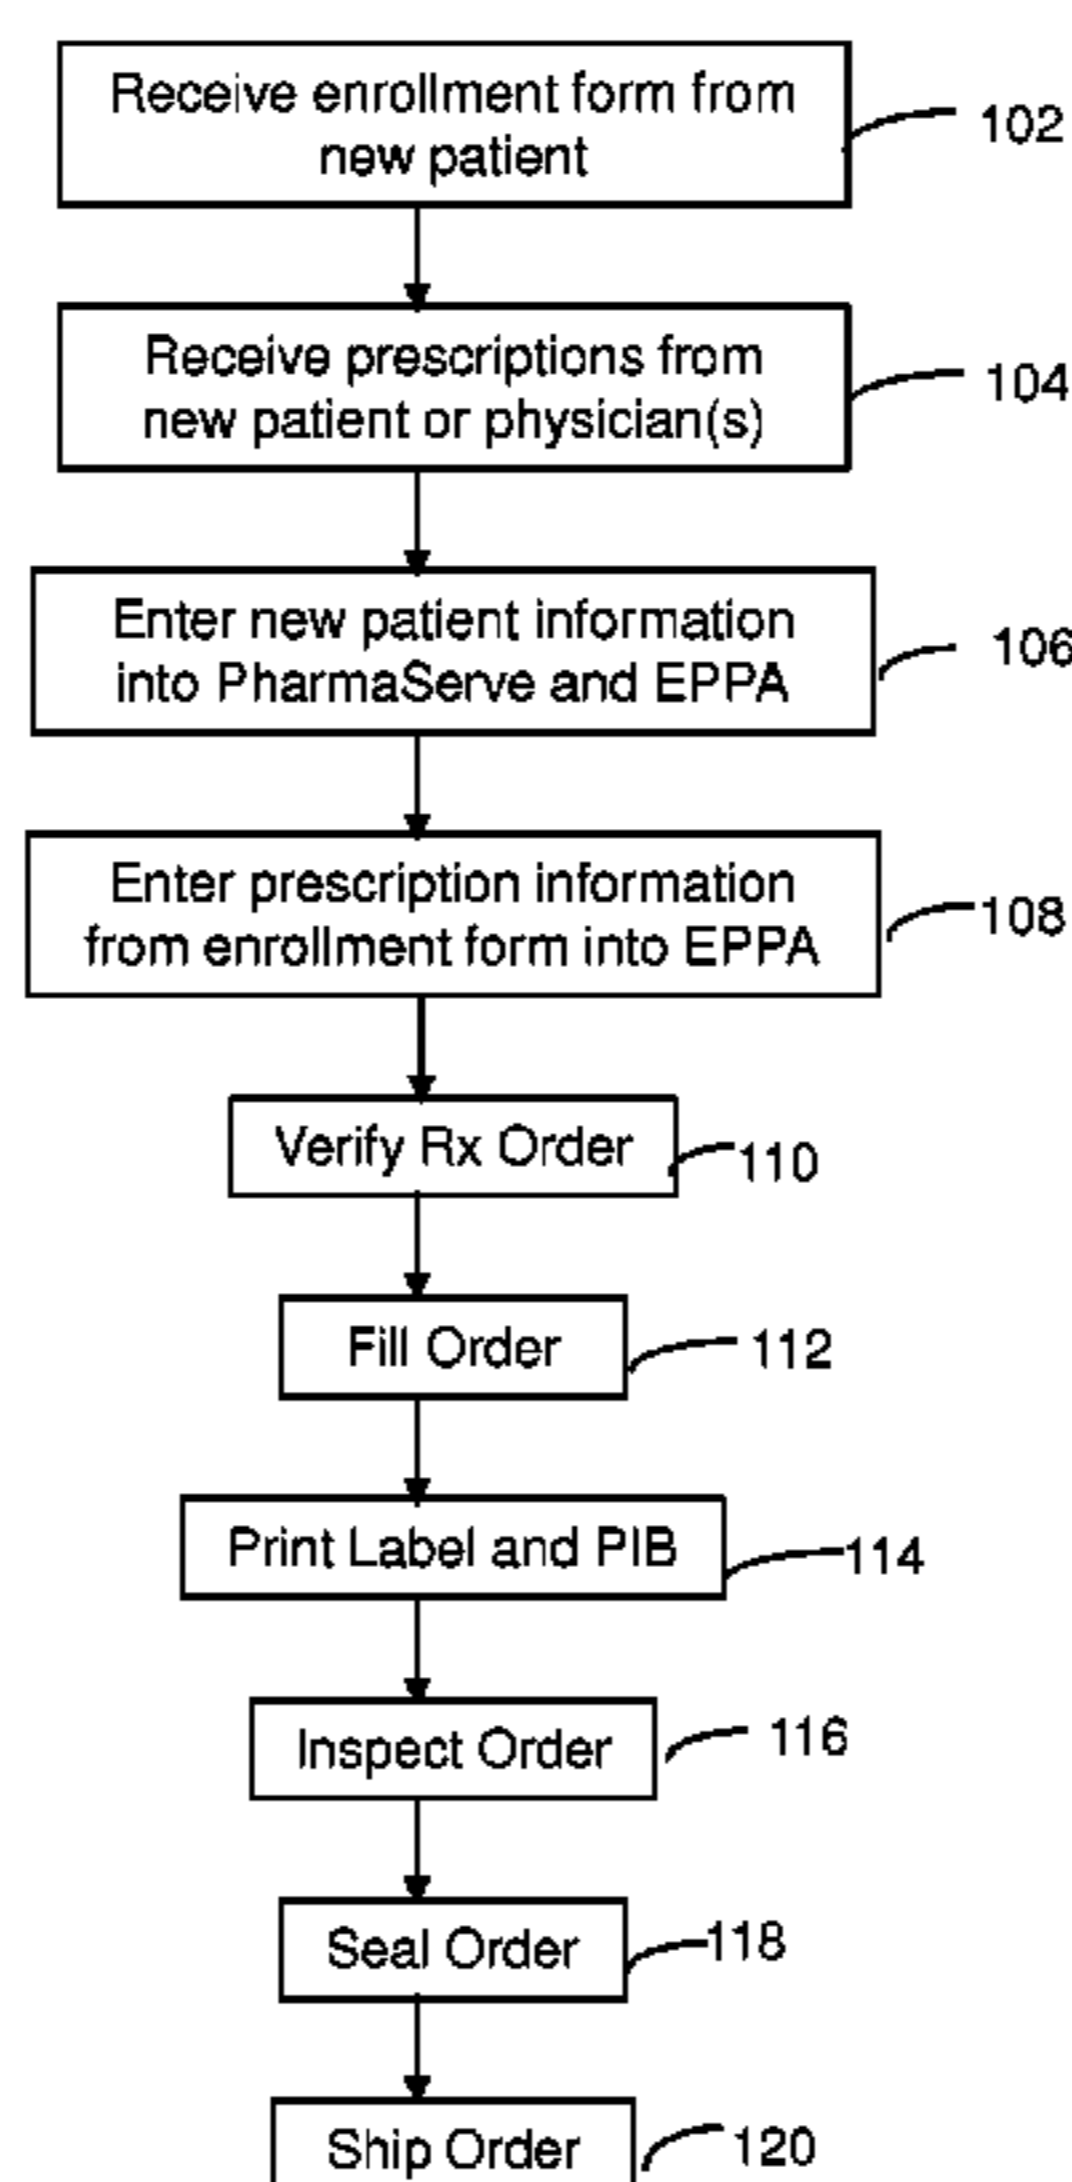 Receive enrollment form from
new patient
102
Receive prescriptions from
new patient or physician(s)
104
Enter new patient information
into PharmaServe and EPPA
106
Enter prescription information
from enrollment form into EPPA
108
Verify Rx Order
110
Fill Order
112
Print Label and PIB
114
Inspect Order
116
Seal Order
118
Ship Order
120